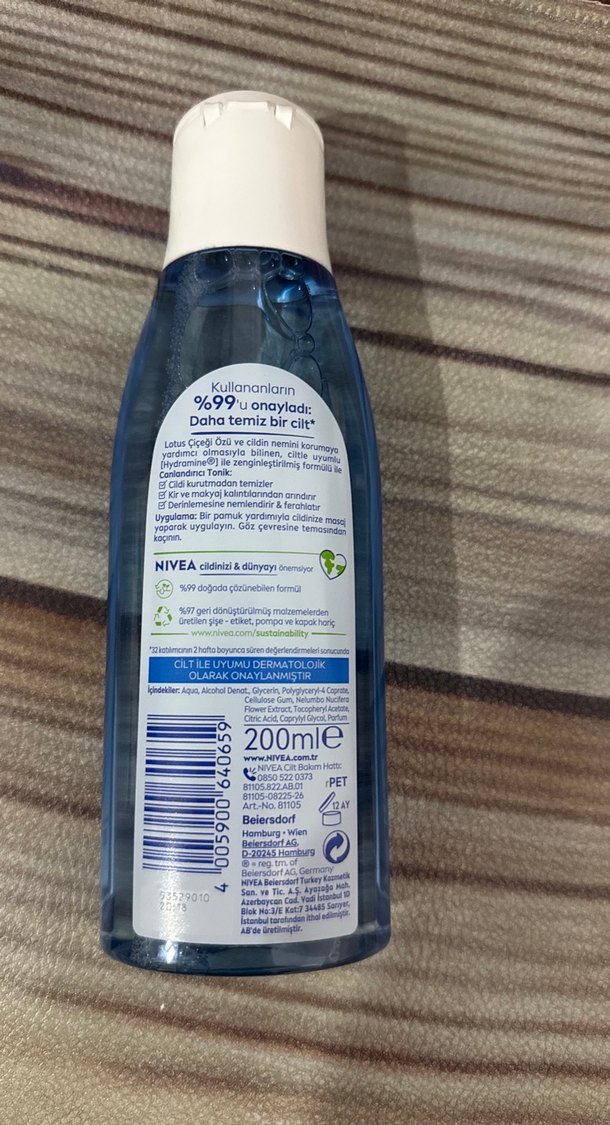 Kullananların
%99'u onayladı:
Daha temiz bir cilt*
Lotus Çiçeği Özü ve cildin nemini korumaya
yardımcı olmasıyla bilinen, ciltle uyumlu
[Hydramine®] ile zenginleştirilmiş formülü ile
Canlandırıcı Tonik:
Cildi kurutmadan temizler
Kir ve makyaj kalıntılarından arındırır
Derinlemesine nemlendirir & ferahlatır
Uygulama: Bir pamuk yardımıyla cildinize masaj
yaparak uygulayın. Göz çevresine temasından
kaçının.
NIVEA cildinizi & dünyayı önemsiyor
%99 doğada çözünebilen formül
%97 geri dönüştürülmüş malzemelerden
üretilen şişe - etiket, pompa ve kapak hariç
www.nivea.com/sustainability
*32 katılımcının 2 hafta boyunca süren değerlendirmeleri sonucunda
CİLT İLE UYUMU DERMATOLOJİK
OLARAK ONAYLANMIŞTIR
İçindekiler: Aqua, Alcohol Denat., Glycerin, Polyglyceryl-4 Caprate,
Cellulose Gum, Nelumbo Nucifera
Flower Extract, Tocopheryl Acetate,
Citric Acid, Caprylyl Glycol, Parfum
200ml℮
www.NIVEA.com.tr
NIVEA Cilt Bakım Hattı:
0850 522 0373
81105.822.AB.01
81105-08225-26
Art.-No. 81105
rPET
12 AY
Beiersdorf
Hamburg • Wien
Beiersdorf AG,
D-20245 Hamburg
® = reg. tm. of
Beiersdorf AG, Germany
NIVEA Beiersdorf Turkey Kozmetik
San. ve Tic. A.Ş. Ayazağa Mah.
Azerbaycan Cad. Vadi İstanbul 1D
Blok No:3/E Kat:7 34485 Sarıyer,
İstanbul tarafından ithal edilmiştir.
AB'de üretilmiştir.
4 005900 640659